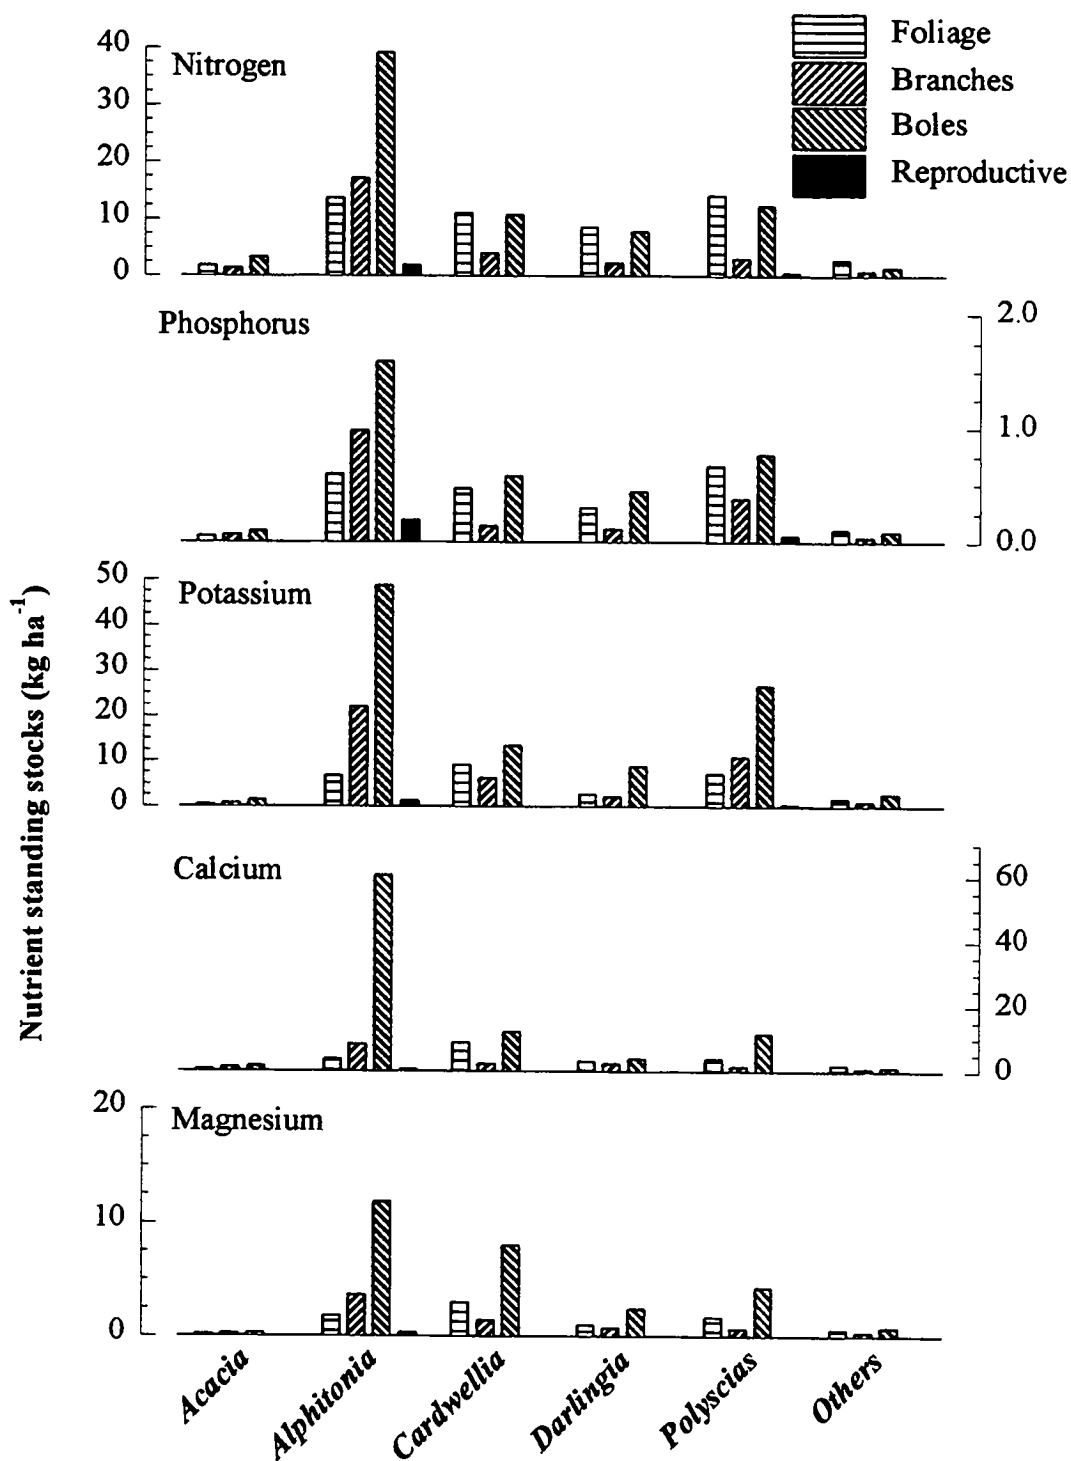 Foliage
Branches
Boles
Reproductive
Nitrogen
40
30
20
10
0
Phosphorus
2.0
1.0
0.0
Potassium
50
40
30
20
10
0
Calcium
60
40
20
0
Magnesium
20
10
0
Nutrient standing stocks (kg ha⁻¹)
Acacia
Alphitonia
Cardwellia
Darlingia
Polyscias
Others